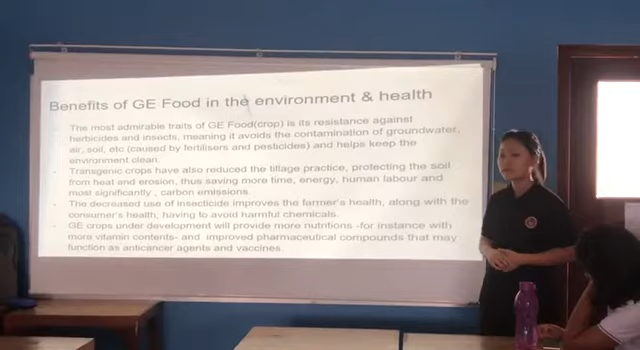 Benefits of GE Food in the environment & health
The most admirable traits of GE Food(crop) is its resistance against
herbicides and insects, meaning it avoids the contamination of groundwater,
air, soil, etc (caused by fertilisers and pesticides) and helps keep the
environment clean.
- Transgenic crops have also reduced the tillage practice, protecting the soil
from heat and erosion, thus saving more time, energy, human labour and
most significantly , carbon emissions.
- The decreased use of insecticide improves the farmer's health, along with the
consumer's health, having to avoid harmful chemicals.
- GE crops under development will provide more nutritions -for instance with
more vitamin contents- and improved pharmaceutical compounds that may
function as anticancer agents and vaccines.